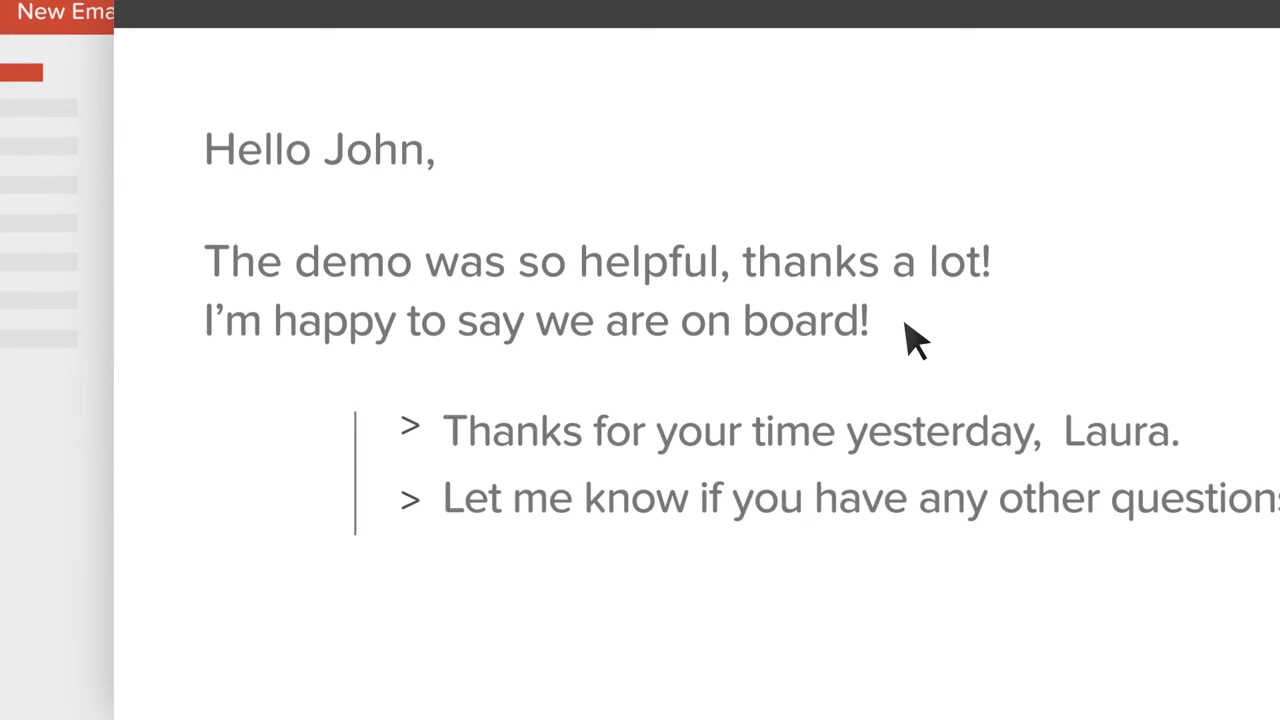 New Ema
Hello John,
The demo was so helpful, thanks a lot!
I'm happy to say we are on board!
> Thanks for your time yesterday, Laura.
> Let me know if you have any other questions